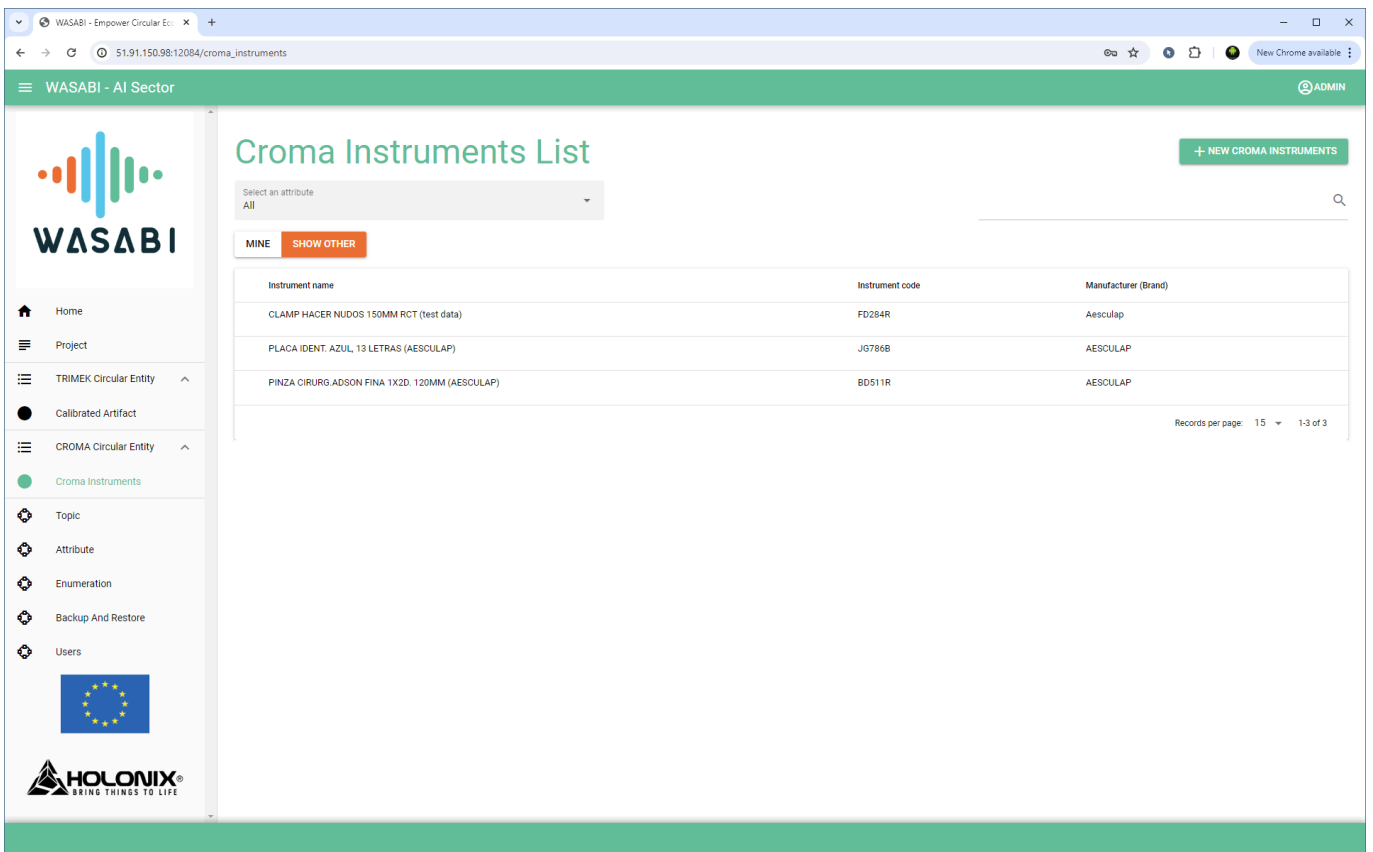 WASABI - Empower Circular Ec
51.91.150.98:12084/croma_instruments
New Chrome available
WASABI - AI Sector
ADMIN
WASABI
Home
Project
TRIMEK Circular Entity
Calibrated Artifact
CROMA Circular Entity
Croma Instruments
Topic
Attribute
Enumeration
Backup And Restore
Users
HOLONIX®
BRING THINGS TO LIFE
Croma Instruments List
+ NEW CROMA INSTRUMENTS
Select an attribute
All
MINE SHOW OTHER
Instrument name Instrument code Manufacturer (Brand)
CLAMP HACER NUDOS 150MM RCT (test data) FD284R Aesculap
PLACA IDENT. AZUL, 13 LETRAS (AESCULAP) JG786B AESCULAP
PINZA CIRURG.ADSON FINA 1X2D. 120MM (AESCULAP) BD511R AESCULAP
Records per page: 15 1-3 of 3